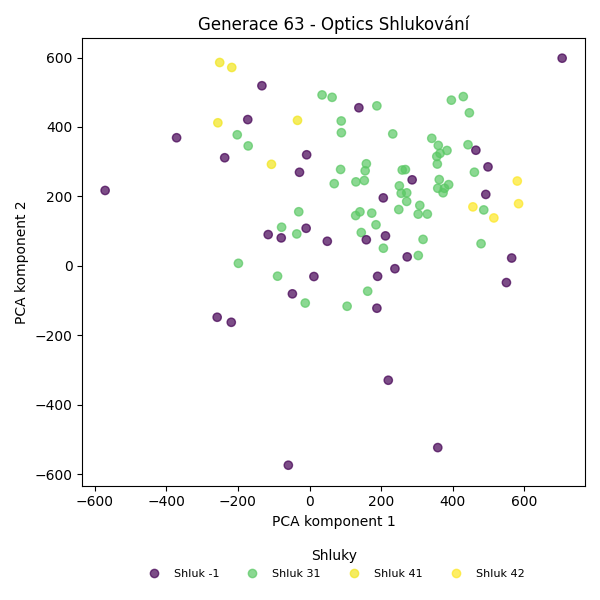 Generace 63 - Optics Shlukování
PCA komponent 2
600
400
200
0
−200
−400
−600
−600 −400 −200 0 200 400 600
PCA komponent 1
Shluky
Shluk -1 Shluk 31 Shluk 41 Shluk 42